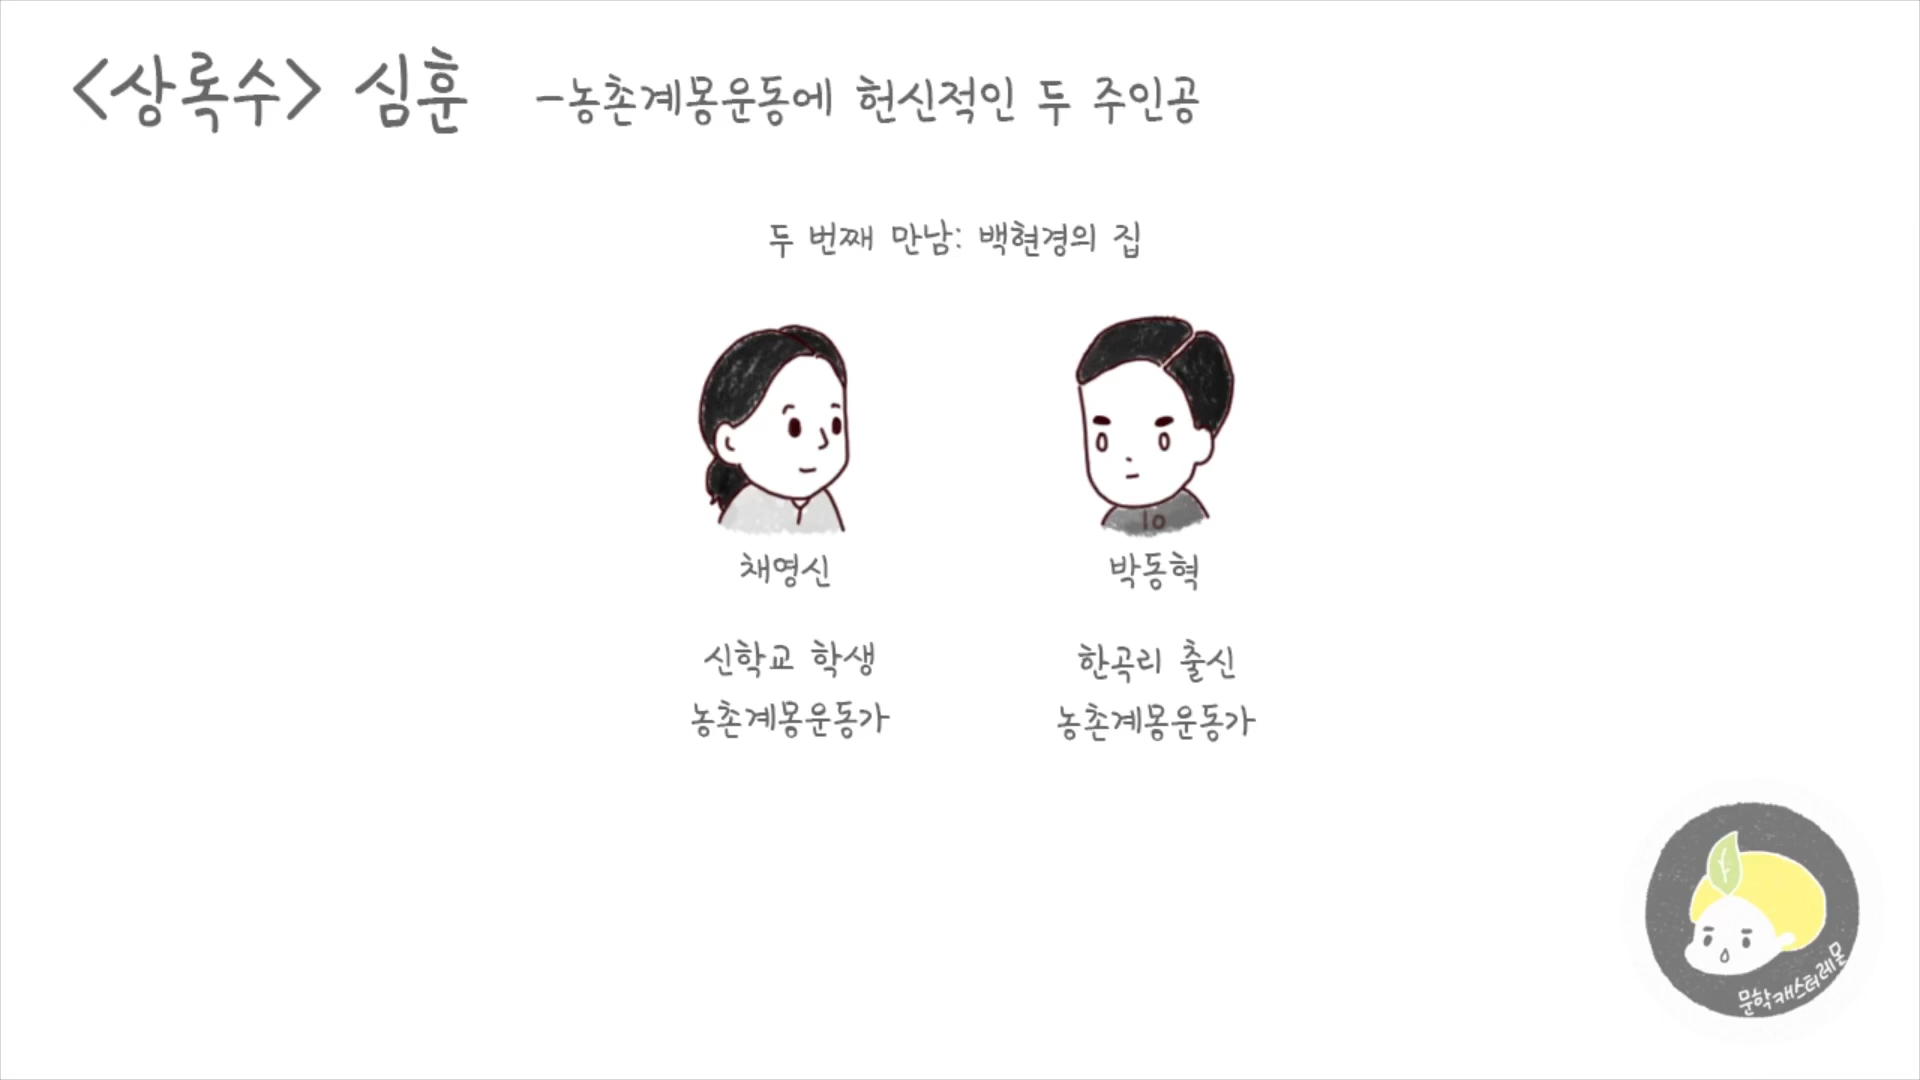 <상록수> 심훈 -농촌계몽운동에 헌신적인 두 주인공
두 번째 만남: 백현경의 집
10
채영신 박동혁
신학교 학생 한곡리 출신
농촌계몽운동가 농촌계몽운동가
문학캐스터레몬